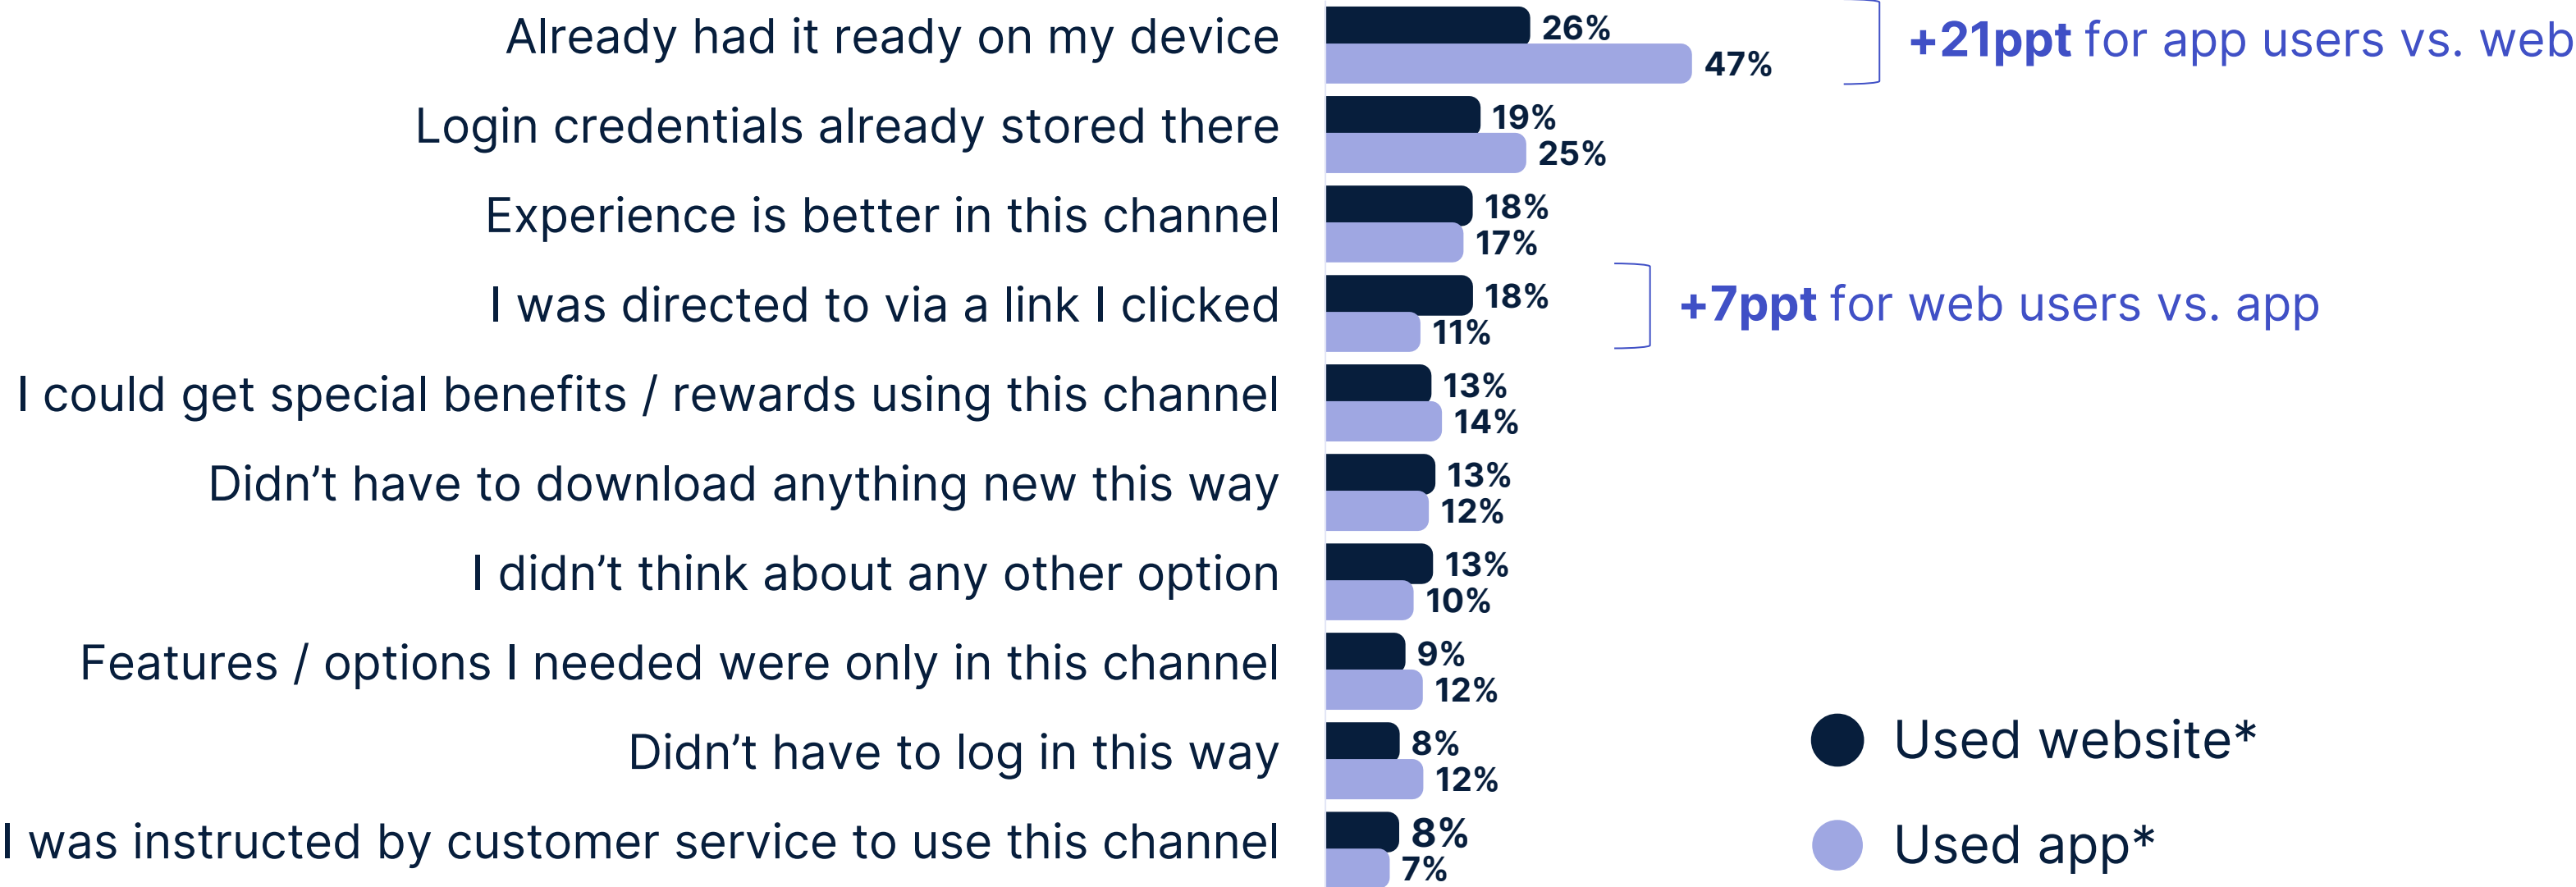 Already had it ready on my device
26%
47%
+21ppt for app users vs. web
Login credentials already stored there
19%
25%
Experience is better in this channel
18%
17%
I was directed to via a link I clicked
18%
11%
+7ppt for web users vs. app
I could get special benefits / rewards using this channel
13%
14%
Didn’t have to download anything new this way
13%
12%
I didn’t think about any other option
13%
10%
Features / options I needed were only in this channel
9%
12%
Didn’t have to log in this way
8%
12%
I was instructed by customer service to use this channel
8%
7%
Used website*
Used app*